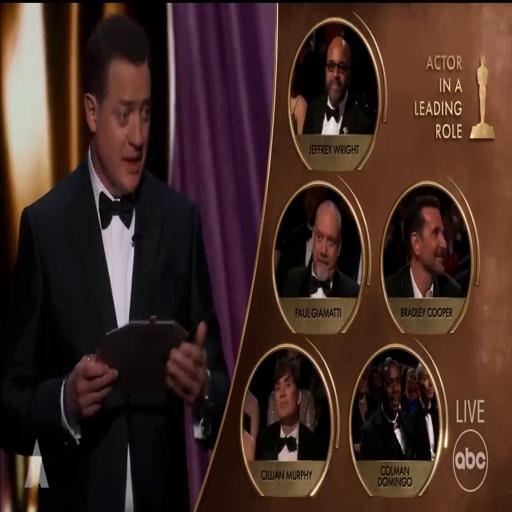 ACTOR
IN A
LEADING
ROLE
JEFFREY WRIGHT
PAUL GIAMATTI
BRADLEY COOPER
CILLIAN MURPHY
COLMAN
DOMINGO
LIVE
abc